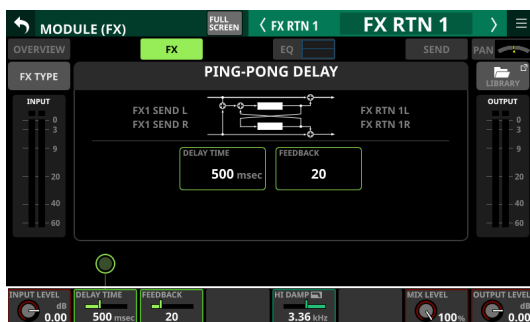 MODULE (FX) FULL SCREEN FX RTN 1 FX RTN 1
OVERVIEW FX EQ SEND PAN
FX TYPE PING-PONG DELAY LIBRARY
INPUT OUTPUT
FX1 SEND L FX RTN 1L
FX1 SEND R FX RTN 1R
0 0
3 3
9 9
20 20
40 40
60 60
DELAY TIME FEEDBACK
500 msec 20
INPUT LEVEL DELAY TIME FEEDBACK HI DAMP MIX LEVEL OUTPUT LEVEL
dB dB
0.00 500 msec 20 3.36 kHz 100% 0.00